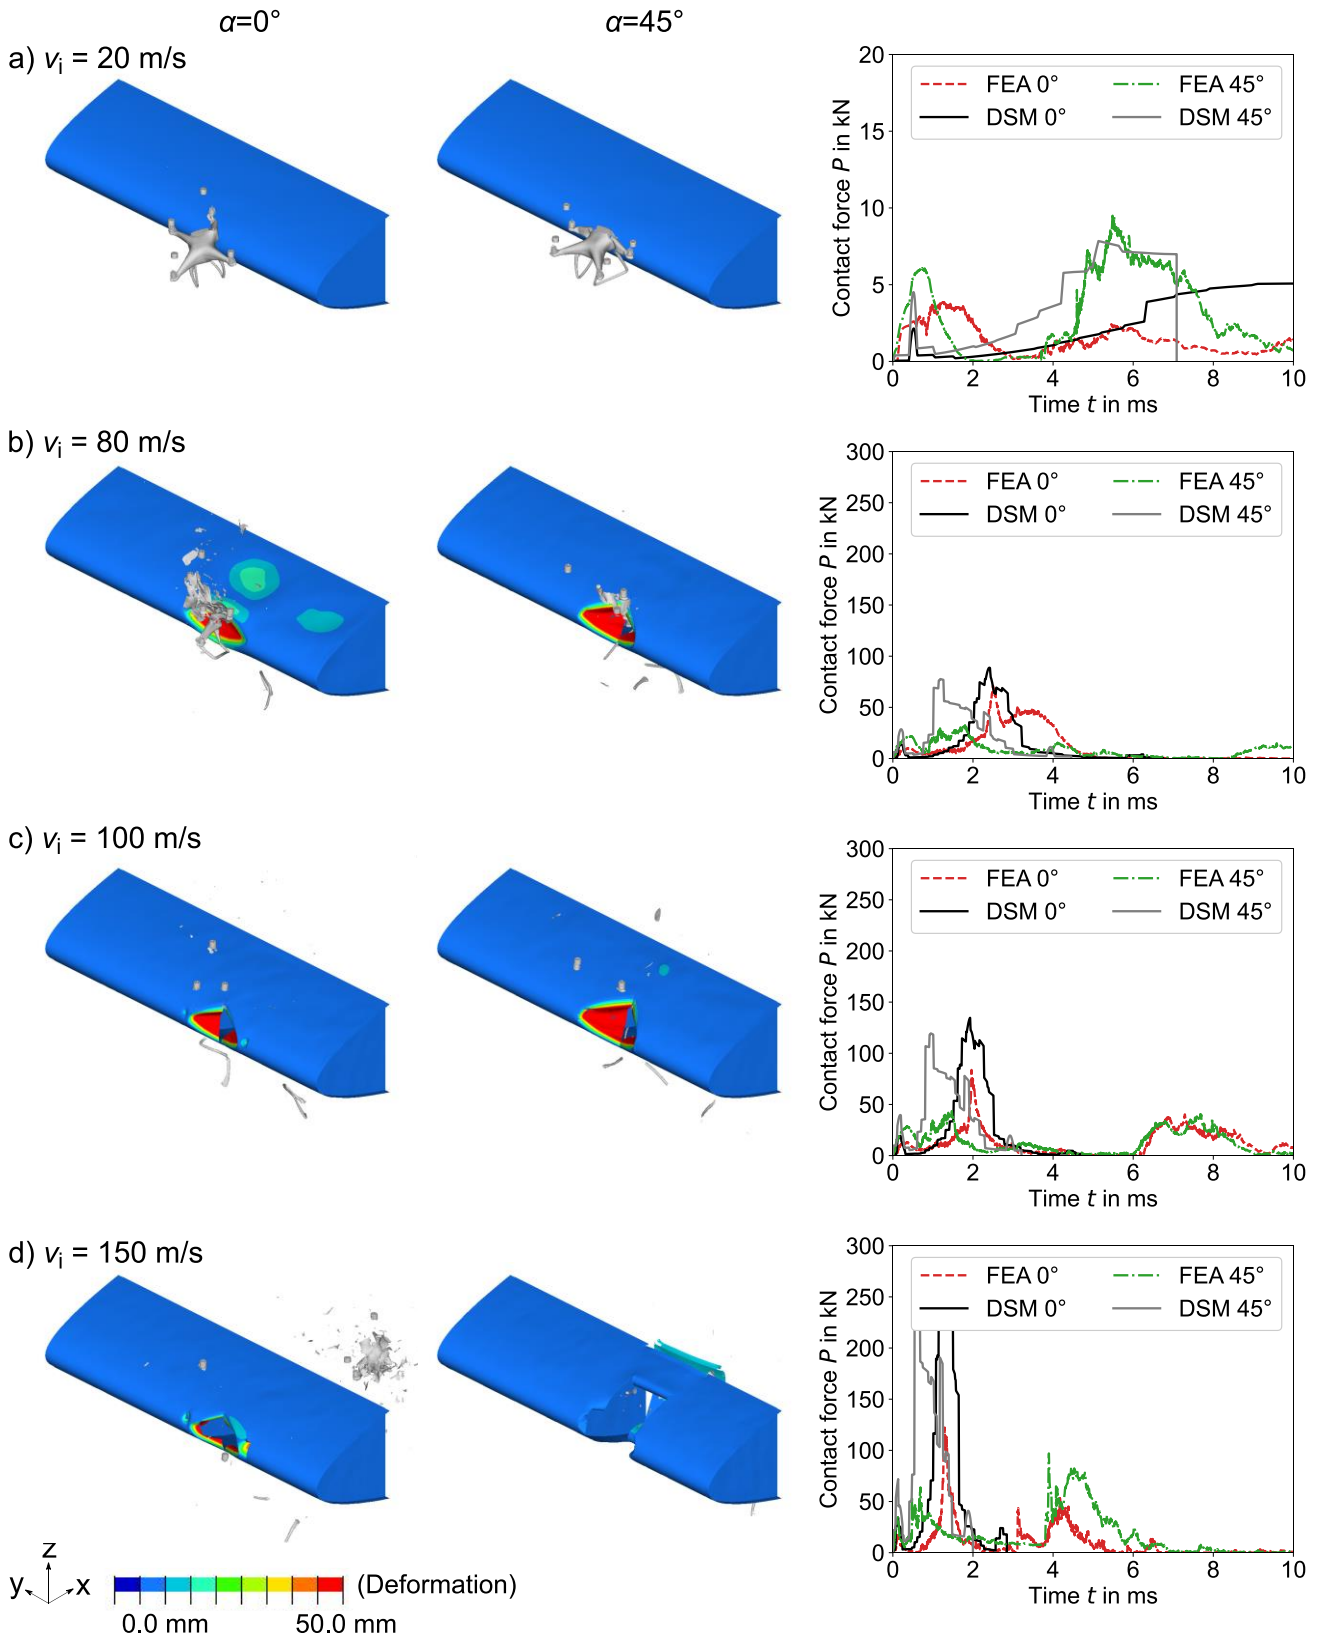 α=0°
α=45°
a) vi = 20 m/s
20
15
10
5
0
Contact force P in kN
FEA 0°
FEA 45°
DSM 0°
DSM 45°
0 2 4 6 8 10
Time t in ms
b) vi = 80 m/s
300
250
200
150
100
50
0
Contact force P in kN
FEA 0°
FEA 45°
DSM 0°
DSM 45°
0 2 4 6 8 10
Time t in ms
c) vi = 100 m/s
300
250
200
150
100
50
0
Contact force P in kN
FEA 0°
FEA 45°
DSM 0°
DSM 45°
0 2 4 6 8 10
Time t in ms
d) vi = 150 m/s
300
250
200
150
100
50
0
Contact force P in kN
FEA 0°
FEA 45°
DSM 0°
DSM 45°
0 2 4 6 8 10
Time t in ms
z
y x
(Deformation)
0.0 mm 50.0 mm